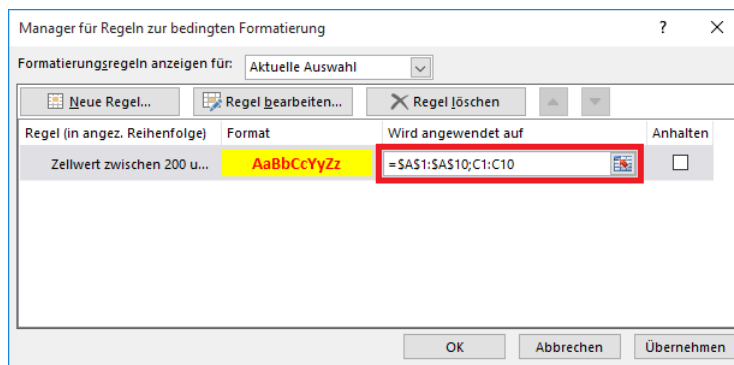 Manager für Regeln zur bedingten Formatierung ? X
Formatierungsregeln anzeigen für: Aktuelle Auswahl
Neue Regel... Regel bearbeiten... Regel löschen
Regel (in angez. Reihenfolge) Format Wird angewendet auf Anhalten
Zellwert zwischen 200 u... AaBbCcYyZz =$A$1:$A$10;C1:C10
OK Abbrechen Übernehmen